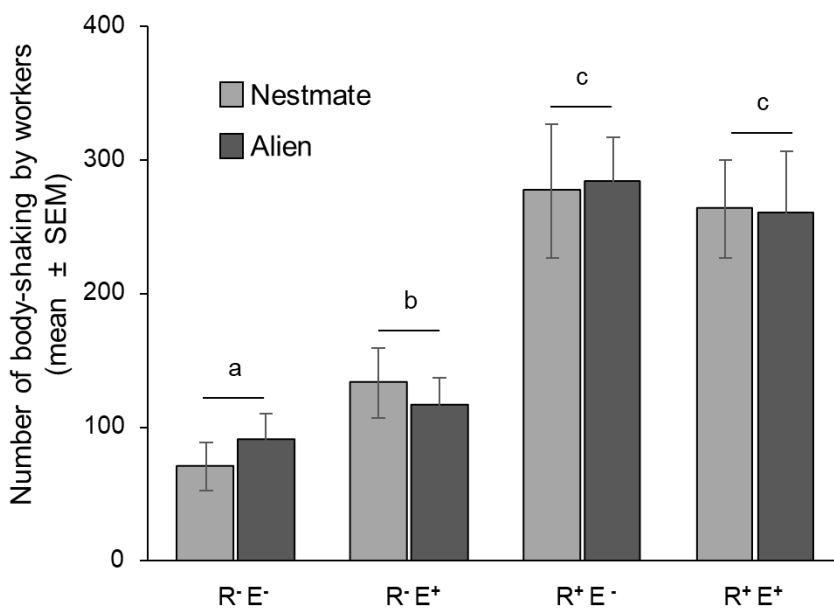 Number of body-shaking by workers
(mean ± SEM)
400
300
200
100
0
Nestmate
Alien
a
b
c
c
R⁻ E⁻
R⁻ E⁺
R⁺ E ⁻
R⁺ E⁺